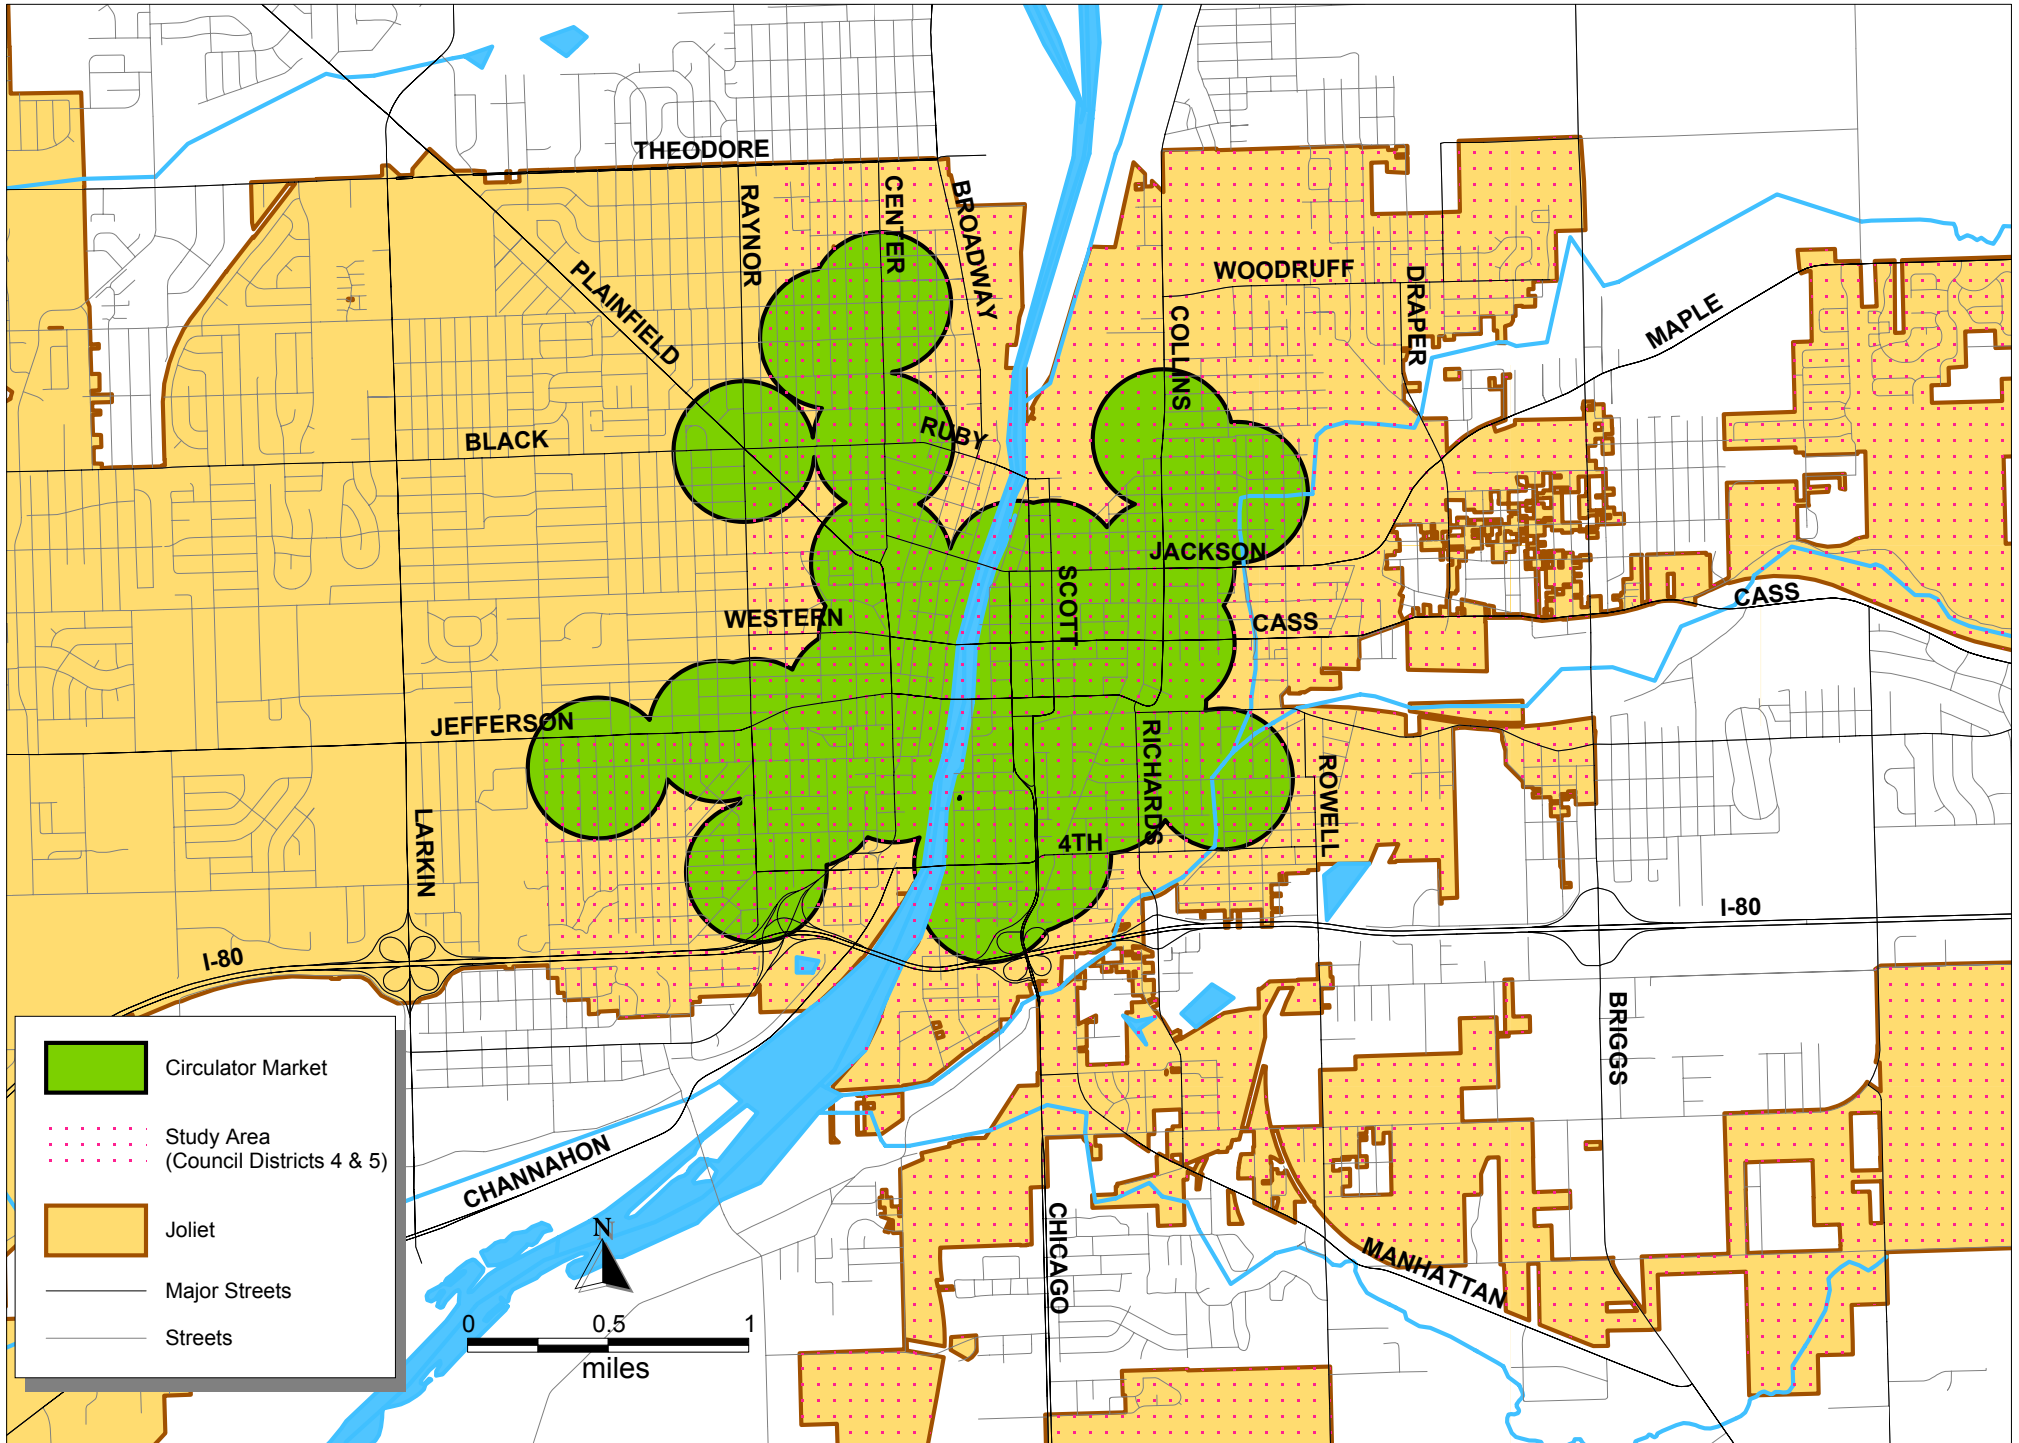 THEODORE
RAYNOR
CENTER
BROADWAY
PLAINFIELD
WOODRUFF
DRAPER
COLLINS
MAPLE
BLACK
RUBY
JACKSON
SCOTT
WESTERN
CASS
CASS
JEFFERSON
RICHARDS
ROWELL
LARKIN
4TH
I-80
I-80
BRIGGS
Circulator Market
Study Area
(Council Districts 4 & 5)
Joliet
Major Streets
Streets
CHANNAHON
CHICAGO
MANHATTAN
N
0 0.5 1
miles